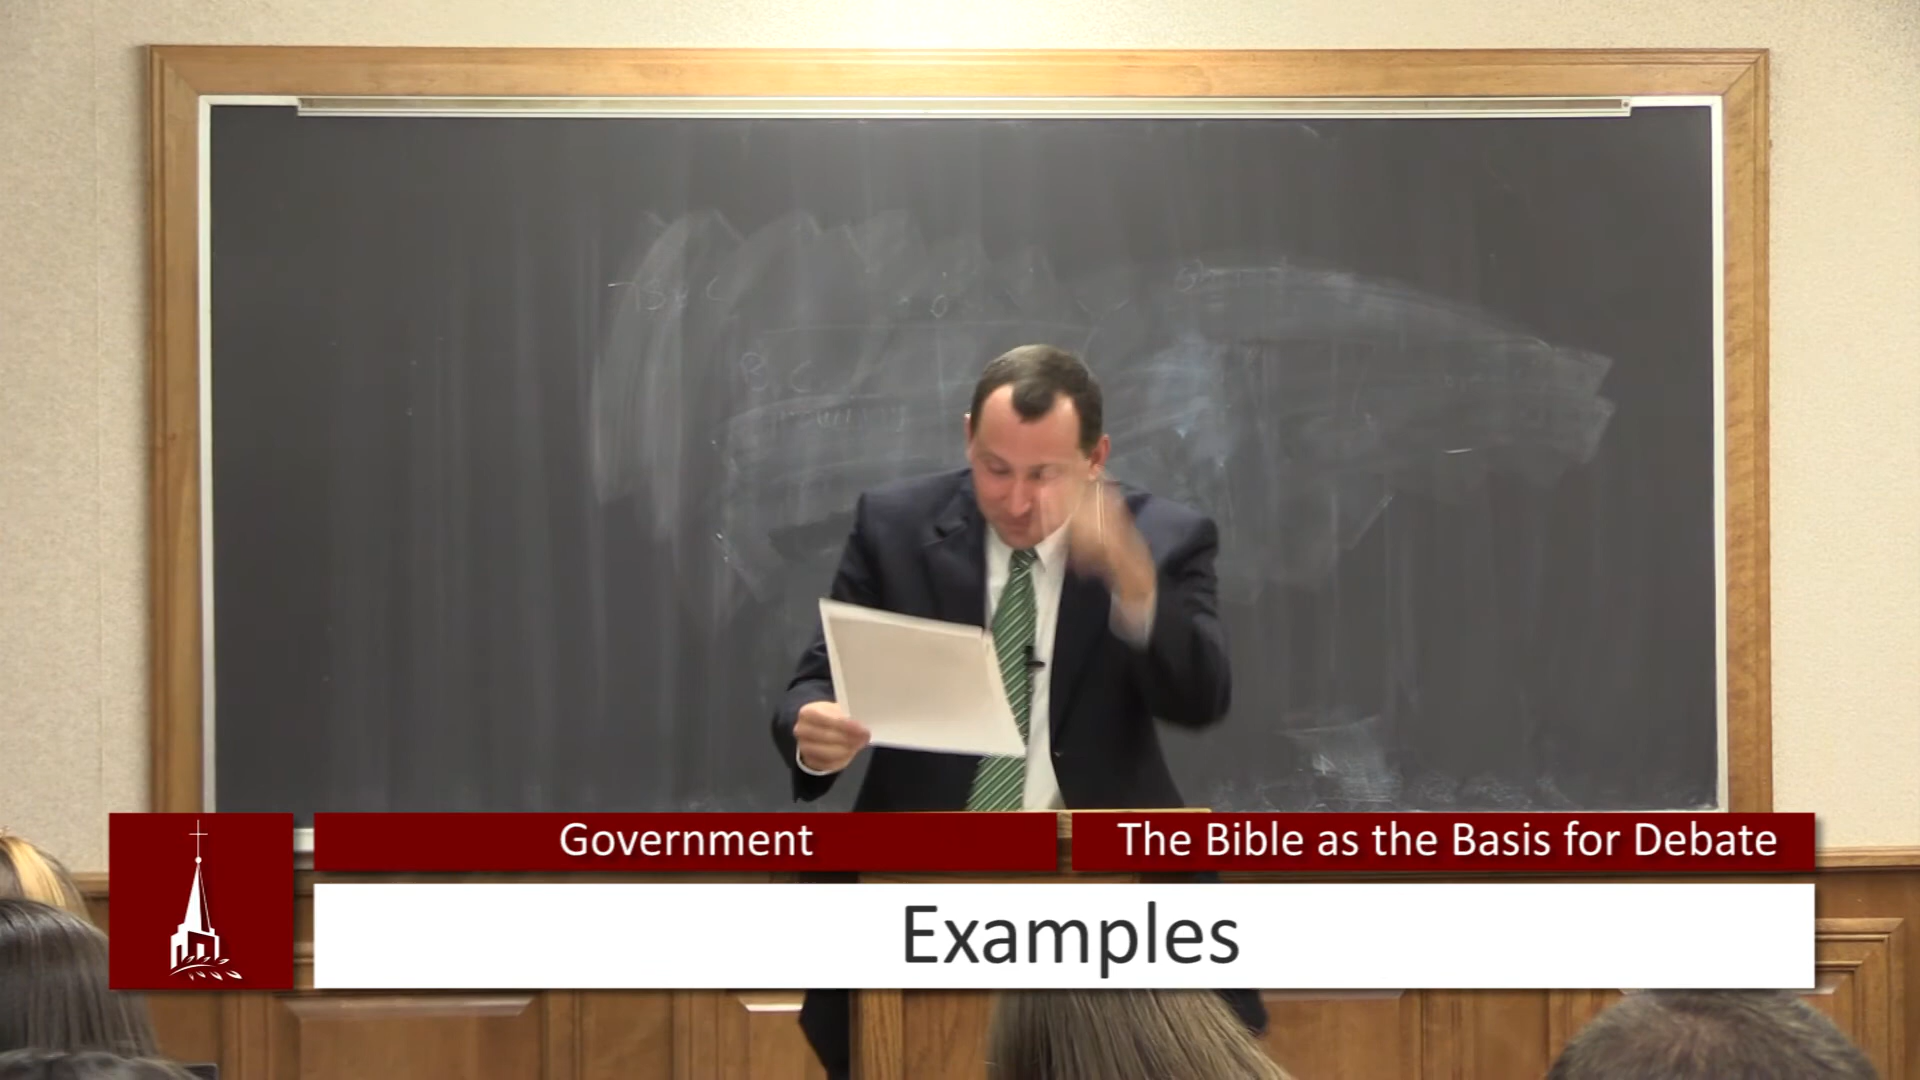 Government
The Bible as the Basis for Debate
Examples